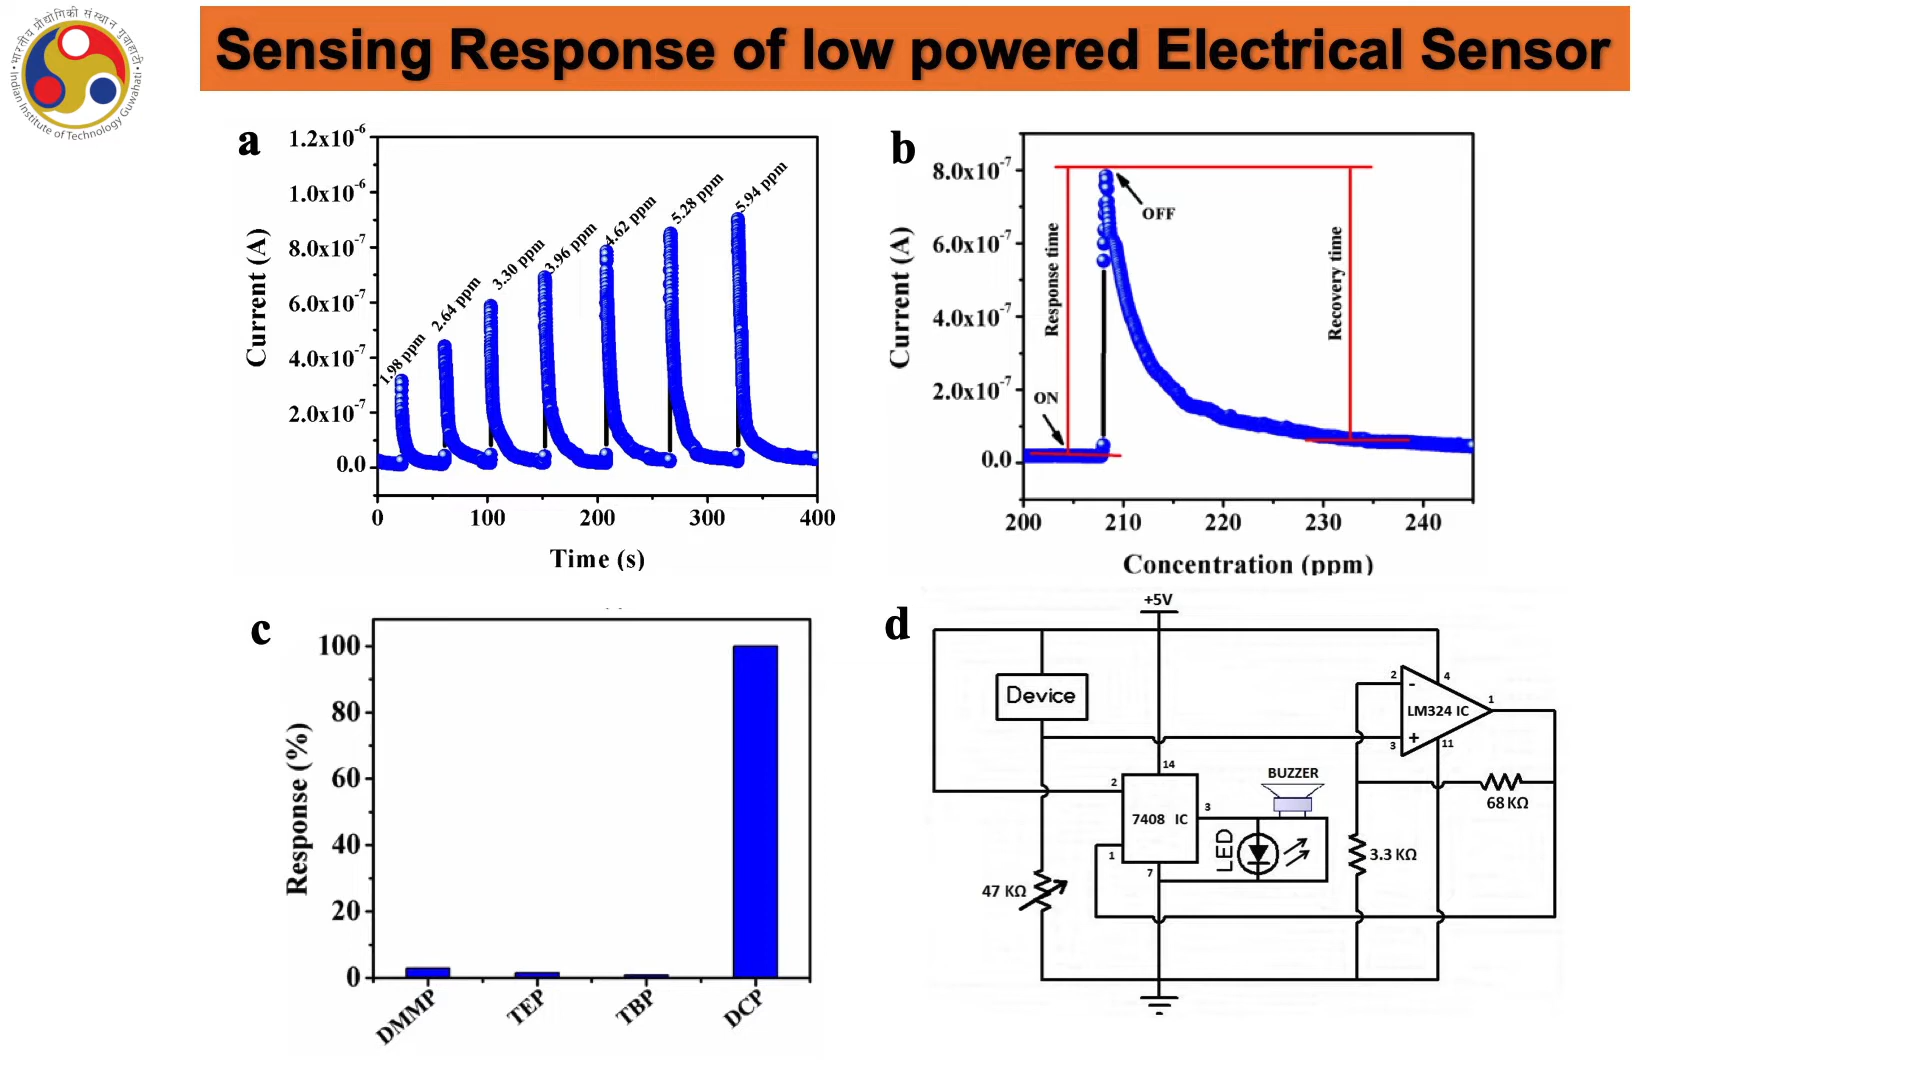 भारतीय प्रौद्योगिकी संस्थान गुवाहाटी
Indian Institute of Technology Guwahati
Sensing Response of low powered Electrical Sensor
a
1.2x10-6
1.0x10-6
8.0x10-7
6.0x10-7
4.0x10-7
2.0x10-7
0.0
Current (A)
1.98 ppm
2.64 ppm
3.30 ppm
3.96 ppm
4.62 ppm
5.28 ppm
5.94 ppm
0 100 200 300 400
Time (s)
b
8.0x10-7
6.0x10-7
4.0x10-7
2.0x10-7
0.0
Current (A)
Response time
OFF
Recovery time
ON
200 210 220 230 240
Concentration (ppm)
c
100
80
60
40
20
0
Response (%)
DMMP TEP TBP DCP
d
+5V
Device
2
4
-
LM324 IC
1
+
3
11
14
BUZZER
2
3
68 KΩ
7408 IC
LED
1
7
3.3 KΩ
47 KΩ